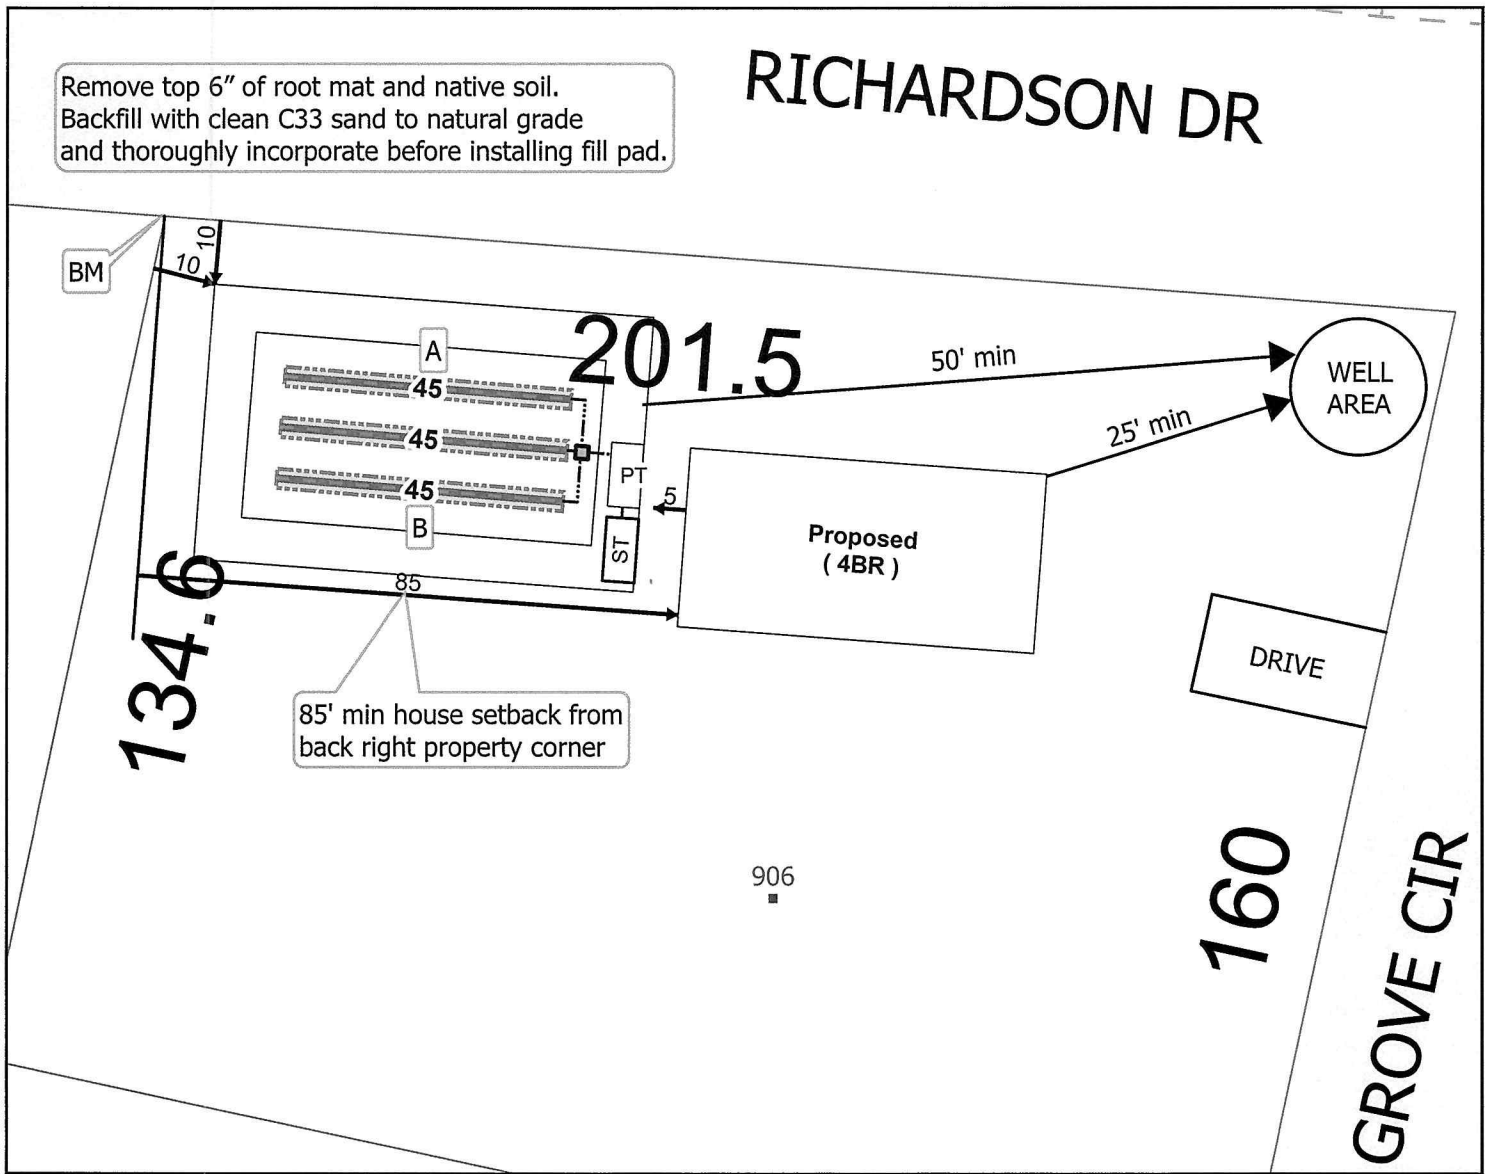 Remove top 6” of root mat and native soil.
Backfill with clean C33 sand to natural grade
and thoroughly incorporate before installing fill pad.
RICHARDSON DR
BM
10
10
A
45
45
45
B
201.5
50' min
25' min
WELL
AREA
PT
ST
5
Proposed
( 4BR )
85
134.6
85' min house setback from
back right property corner
DRIVE
906
160
GROVE CIR